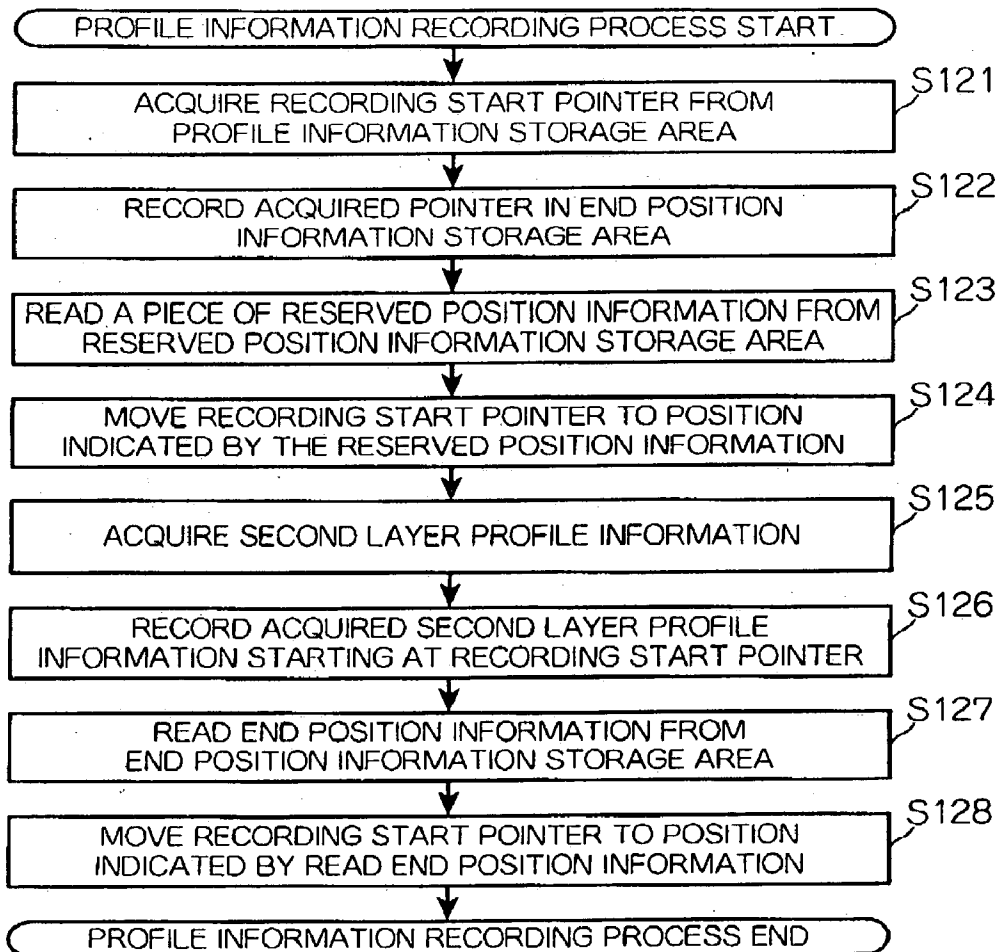 PROFILE INFORMATION RECORDING PROCESS START
S121
ACQUIRE RECORDING START POINTER FROM
PROFILE INFORMATION STORAGE AREA
S122
RECORD ACQUIRED POINTER IN END POSITION
INFORMATION STORAGE AREA
S123
READ A PIECE OF RESERVED POSITION INFORMATION FROM
RESERVED POSITION INFORMATION STORAGE AREA
S124
MOVE RECORDING START POINTER TO POSITION
INDICATED BY THE RESERVED POSITION INFORMATION
S125
ACQUIRE SECOND LAYER PROFILE INFORMATION
S126
RECORD ACQUIRED SECOND LAYER PROFILE
INFORMATION STARTING AT RECORDING START POINTER
S127
READ END POSITION INFORMATION FROM
END POSITION INFORMATION STORAGE AREA
S128
MOVE RECORDING START POINTER TO POSITION
INDICATED BY READ END POSITION INFORMATION
PROFILE INFORMATION RECORDING PROCESS END